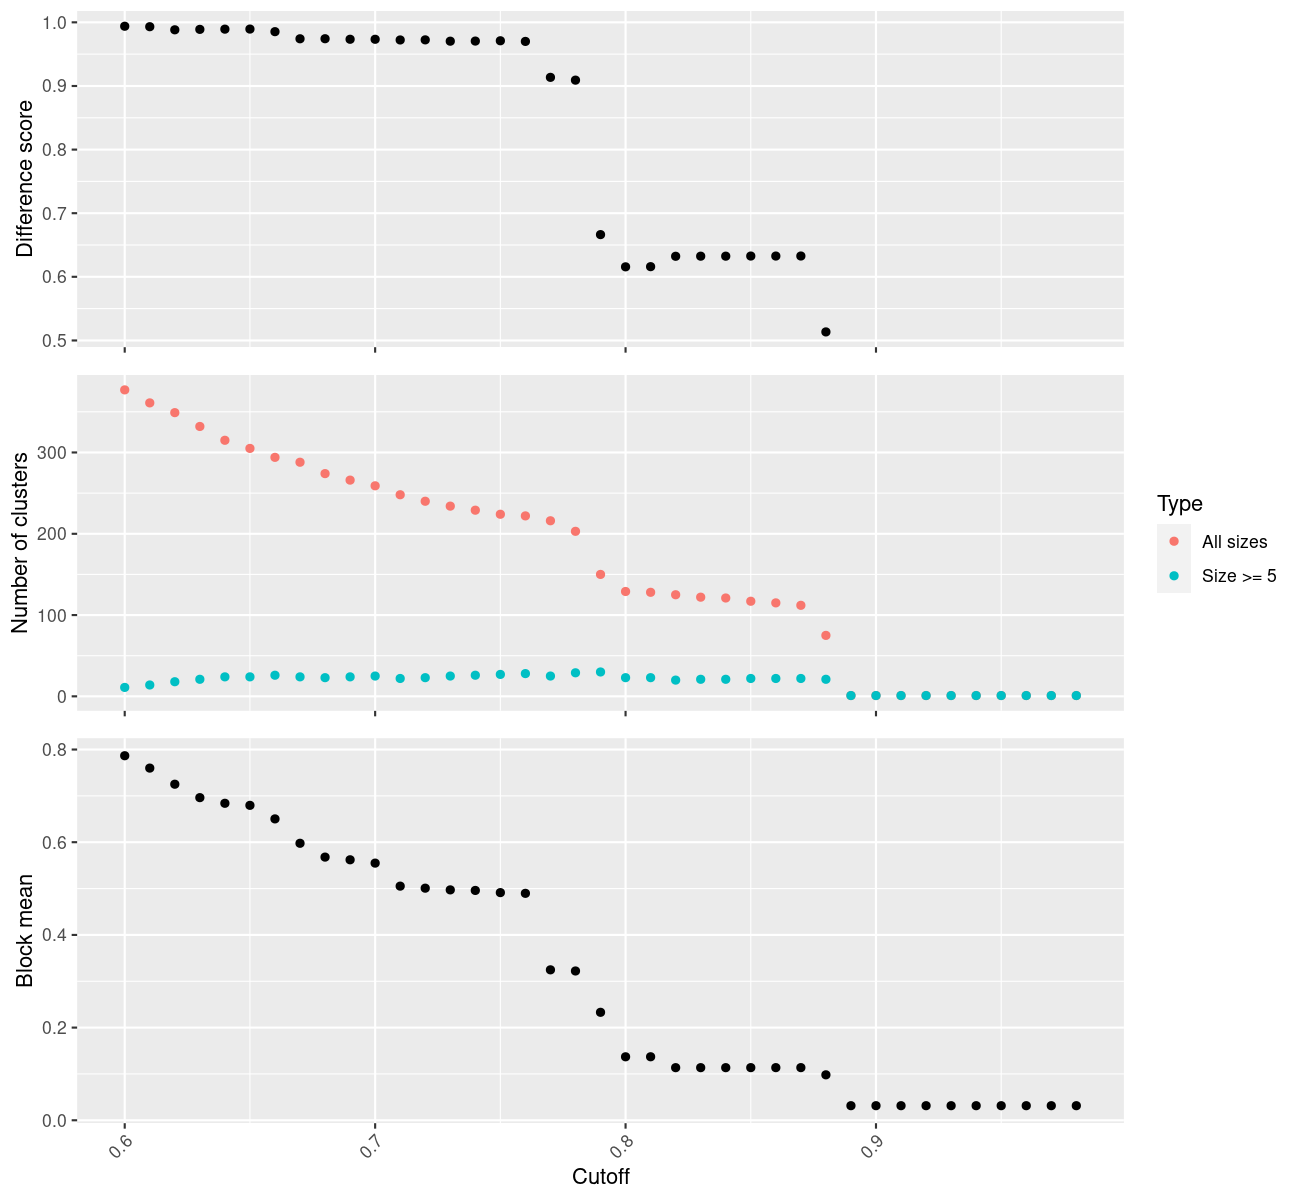 Difference score
1.0
0.9
0.8
0.7
0.6
0.5
Number of clusters
300
200
100
0
Type
All sizes
Size >= 5
Block mean
0.8
0.6
0.4
0.2
0.0
0.6 0.7 0.8 0.9
Cutoff